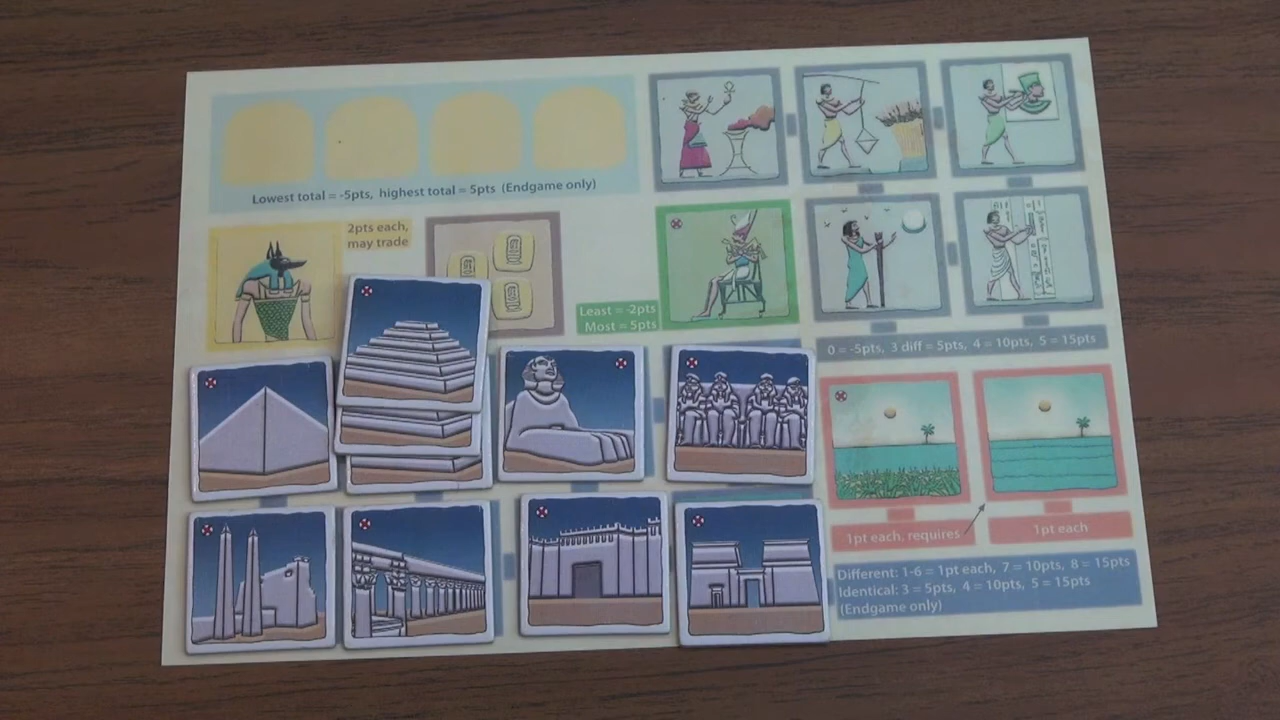 Lowest total = -5pts, highest total = 5pts (Endgame only)
2pts each,
may trade
Least = -2pts
Most = 5pts
0 = -5pts, 3 diff = 5pts, 4 = 10pts, 5 = 15pts
1pt each, requires
1pt each
Different: 1-6 = 1pt each, 7 = 10pts, 8 = 15pts
Identical: 3 = 5pts, 4 = 10pts, 5 = 15pts
(Endgame only)